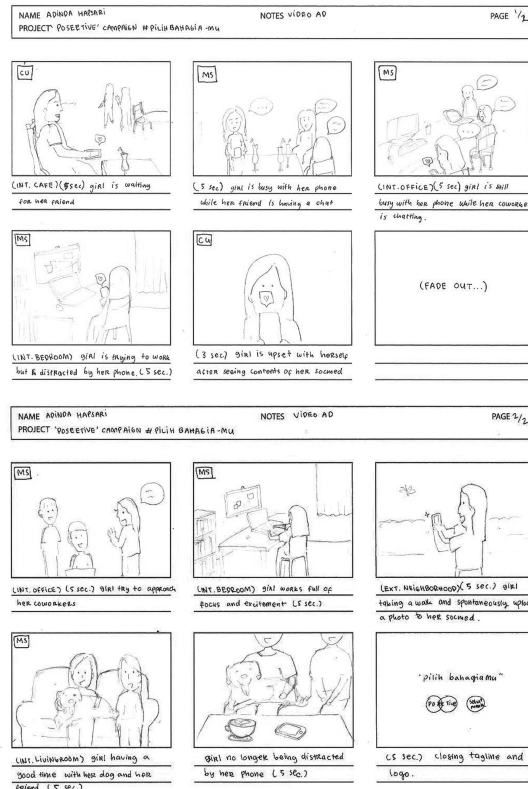 NAME ADINDA HAPSARI
NOTES VIDEO AD
PAGE 1/2
PROJECT 'POSEETIVE' CAMPAIGN # PILIH BAHAGIA-MU
CU
MS
MS
(INT. CAFE)(5sec) girl is waiting
for her friend
(5 sec) girl is busy with her phone
while her friend is having a chat
(INT. OFFICE)(5 sec) girl is still
busy with her phone while her coworker
is chatting.
MS
CU
(FADE OUT...)
(INT. BEDROOM) girl is trying to work
but is distracted by her phone. (5 sec.)
(3 sec.) girl is upset with herself
after seeing contents of her socmed
NAME ADINDA HAPSARI
NOTES VIDEO AD
PAGE 2/2
PROJECT 'POSEETIVE' CAMPAIGN # PILIH BAHAGIA-MU
MS
MS
(INT. OFFICE) (5 sec.) girl try to approach
her coworkers
(INT. BEDROOM) girl works full of
focus and excitement (5 sec.)
(EXT. NEIGHBORHOOD)(5 sec.) girl
taking a walk and spontaneously uplo
a photo to her socmed.
MS
"pilih bahagiamu"
PO SEE TIVE
(INT. LIVINGROOM) girl having a
good time with her dog and her
friend (5 sec.)
girl no longer being distracted
by her phone (5 sec.)
(5 sec.) closing tagline and
logo.